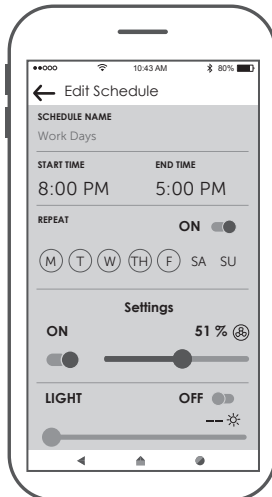 10:43 AM 80%
Edit Schedule
SCHEDULE NAME
Work Days
START TIME END TIME
8:00 PM 5:00 PM
REPEAT ON
M T W TH F SA SU
Settings
ON 51 %
LIGHT OFF
--